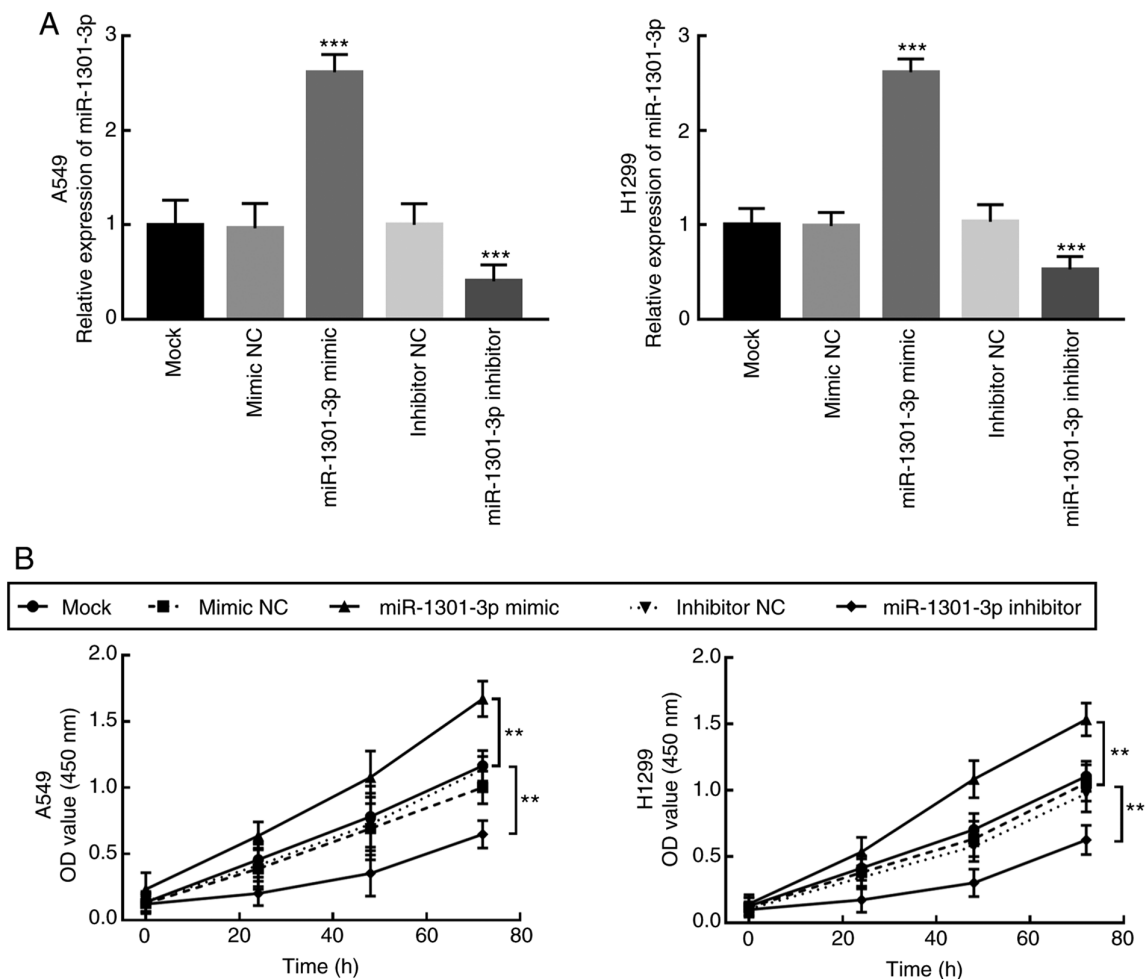 A
A549
Relative expression of miR-1301-3p
3
2
1
0
***
***
Mock
Mimic NC
miR-1301-3p mimic
Inhibitor NC
miR-1301-3p inhibitor
H1299
Relative expression of miR-1301-3p
3
2
1
0
***
***
Mock
Mimic NC
miR-1301-3p mimic
Inhibitor NC
miR-1301-3p inhibitor
B
Mock Mimic NC miR-1301-3p mimic Inhibitor NC miR-1301-3p inhibitor
A549
OD value (450 nm)
2.0
1.5
1.0
0.5
0.0
**
**
0 20 40 60 80
Time (h)
H1299
OD value (450 nm)
2.0
1.5
1.0
0.5
0.0
**
**
0 20 40 60 80
Time (h)